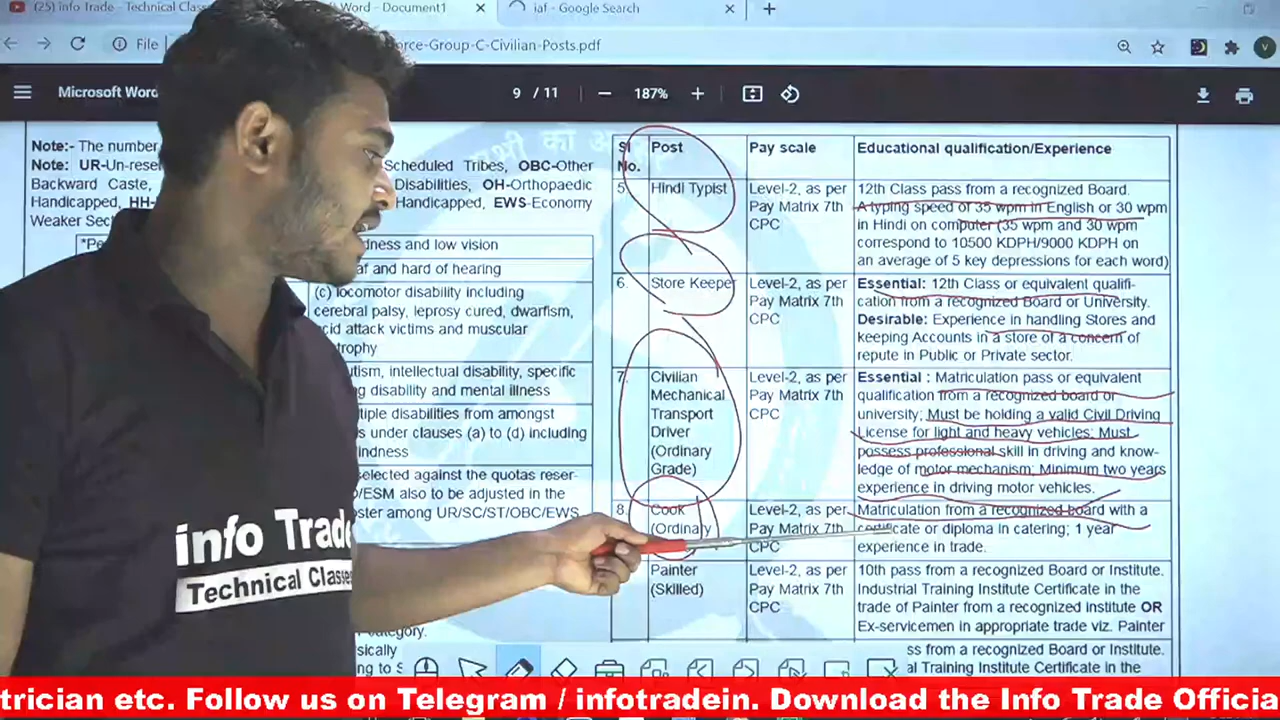 (25) Info Trade - Technical Class
t Word - Document1
iaf - Google Search
File
orce-Group-C-Civilian-Posts.pdf
V
Microsoft Word
9 / 11
187%
Note:- The number
Note: UR-Un-rese
Scheduled Tribes, OBC-Other
Backward Caste,
Disabilities, OH-Orthopaedic
Handicapped, HH-
Handicapped, EWS-Economy
Weaker Sec
*Pe
dness and low vision
af and hard of hearing
(c) locomotor disability including
cerebral palsy, leprosy cured, dwarfism,
cid attack victims and muscular
trophy
utism, intellectual disability, specific
ng disability and mental illness
tiple disabilities from amongst
s under clauses (a) to (d) including
indness
selected against the quotas reser-
D/ESM also to be adjusted in the
oster among UR/SC/ST/OBC/EWS
category.
sically
ng to S
Sl No.
Post
Pay scale
Educational qualification/Experience
5.
Hindi Typist
Level-2, as per
Pay Matrix 7th
CPC
12th Class pass from a recognized Board.
A typing speed of 35 wpm in English or 30 wpm
in Hindi on computer (35 wpm and 30 wpm
correspond to 10500 KDPH/9000 KDPH on
an average of 5 key depressions for each word)
6.
Store Keeper
Level-2, as per
Pay Matrix 7th
CPC
Essential: 12th Class or equivalent qualifi-
cation from a recognized Board or University.
Desirable: Experience in handling Stores and
keeping Accounts in a store of a concern of
repute in Public or Private sector.
7.
Civilian
Mechanical
Transport
Driver
(Ordinary
Grade)
Level-2, as per
Pay Matrix 7th
CPC
Essential : Matriculation pass or equivalent
qualification from a recognized board or
university; Must be holding a valid Civil Driving
License for light and heavy vehicles; Must
possess professional skill in driving and know-
ledge of motor mechanism; Minimum two years
experience in driving motor vehicles.
8.
Cook
(Ordinary
Level-2, as per
Pay Matrix 7th
CPC
Matriculation from a recognized board with a
certificate or diploma in catering; 1 year
experience in trade.
Painter
(Skilled)
Level-2, as per
Pay Matrix 7th
CPC
10th pass from a recognized Board or Institute.
Industrial Training Institute Certificate in the
trade of Painter from a recognized institute OR
Ex-servicemen in appropriate trade viz. Painter
ss from a recognized Board or Institute.
al Training Institute Certificate in the
info Trade
Technical Classe
trician etc. Follow us on Telegram / infotradein. Download the Info Trade Officia